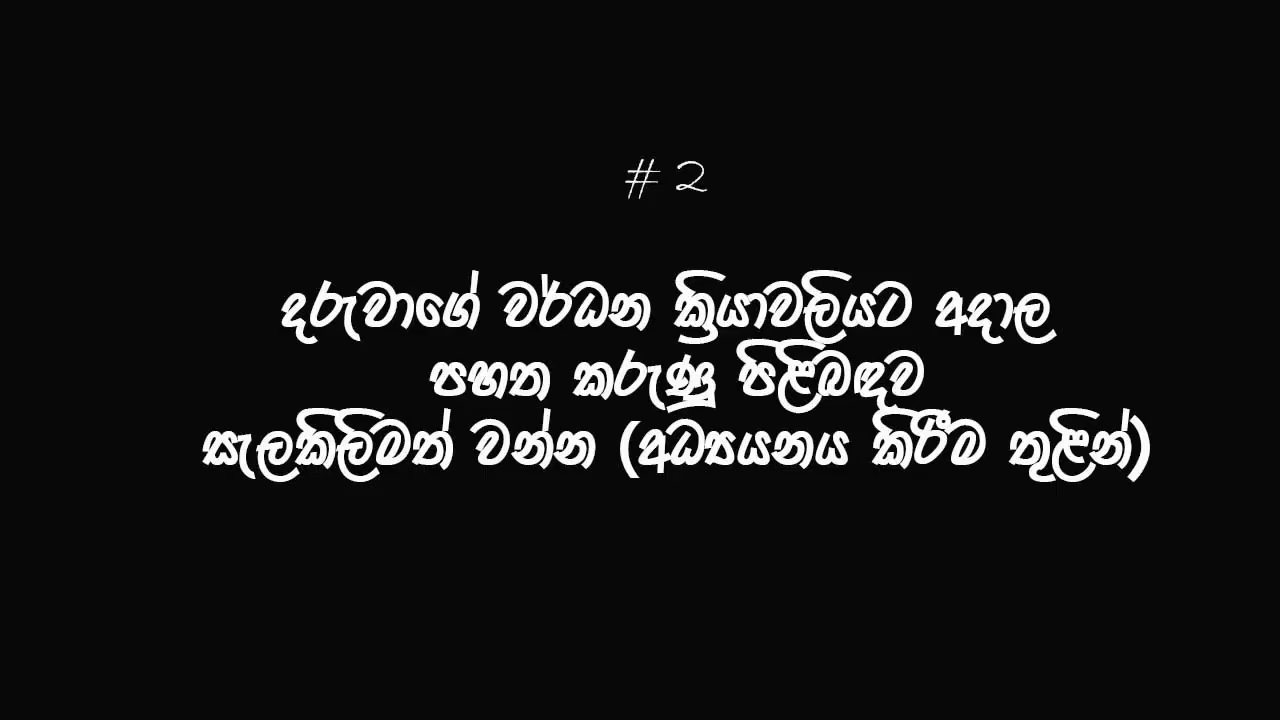 # 2
දරුවාගේ වර්ධන ක්‍රියාවලියට අදාල
පහත කරුණු පිළිබඳව
සැලකිලිමත් වන්න (අධ්‍යයනය කිරීම තුළින්)